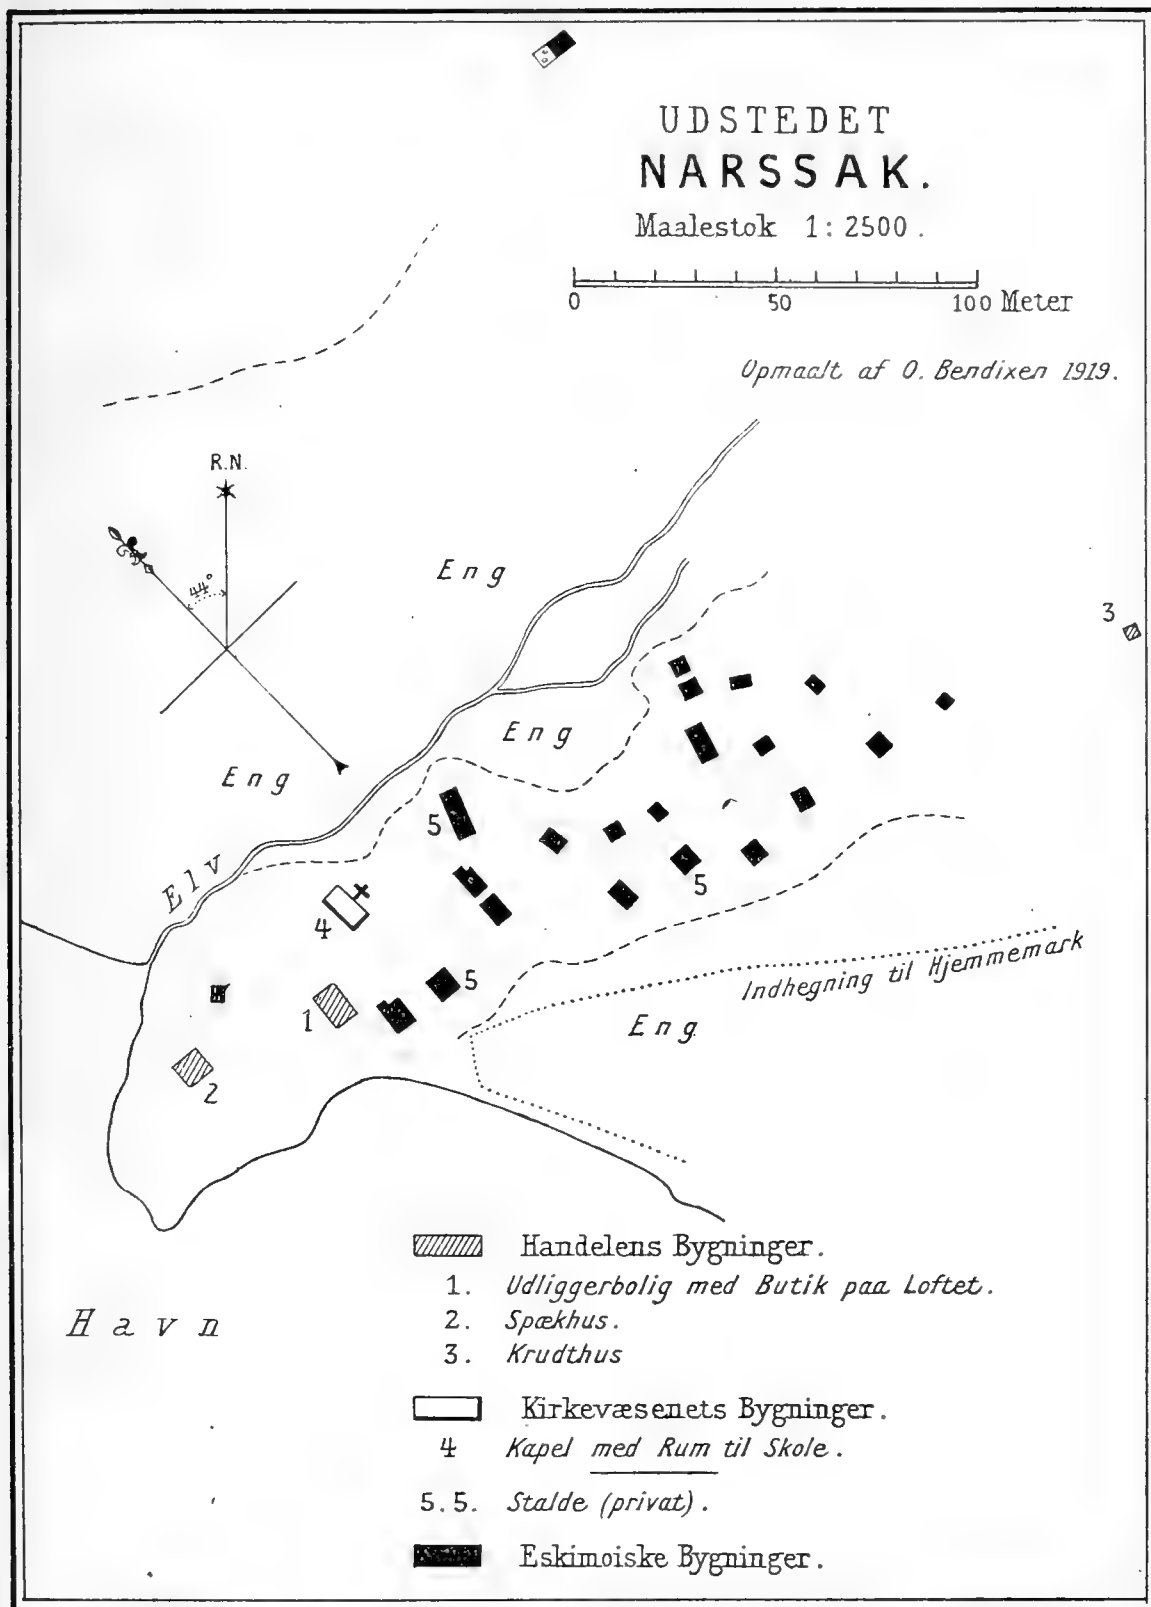 UDSTEDET
NARSSAK.
Maalestok 1:2500.
0 50 100 Meter
Opmaalt af O. Bendixen 1919.
R.N.
44°
Eng
3
Eng
Eng
5
Elv
5
4
5
Indhegning til Hjemmemark
1
Eng
2
Handelens Bygninger.
1. Udliggerbolig med Butik paa Loftet.
2. Spækhus.
Havn
3. Krudthus
Kirkevæsenets Bygninger.
4 Kapel med Rum til Skole.
5.5. Stalde (privat).
Eskimoiske Bygninger.